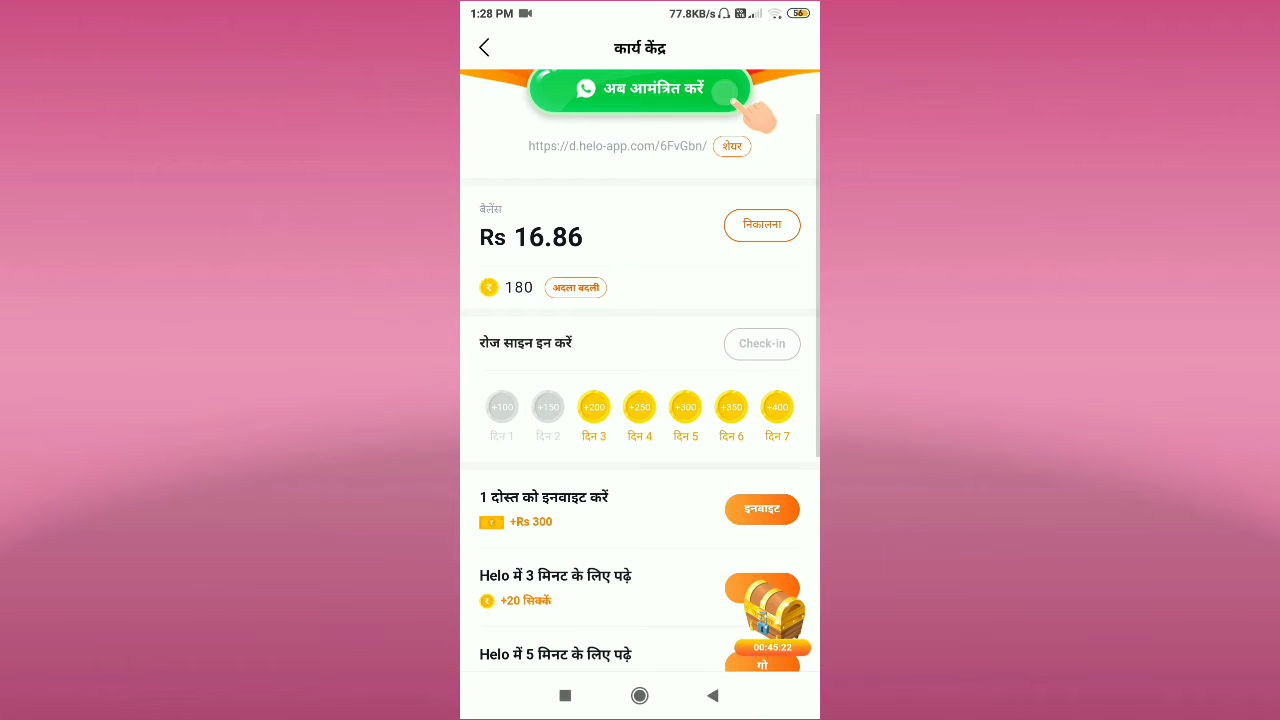 1:28 PM
77.8KB/s
56
कार्य केंद्र
अब आमंत्रित करें
https://d.helo-app.com/6FvGbn/ शेयर
बैलेंस
Rs 16.86
निकालना
180 अदला बदली
रोज साइन इन करें
Check-in
+100 +150 +200 +250 +300 +350 +400
दिन 1 दिन 2 दिन 3 दिन 4 दिन 5 दिन 6 दिन 7
1 दोस्त को इनवाइट करें
+Rs 300
इनवाइट
Helo में 3 मिनट के लिए पढ़े
+20 सिक्कें
00:45:22
Helo में 5 मिनट के लिए पढ़े
गो